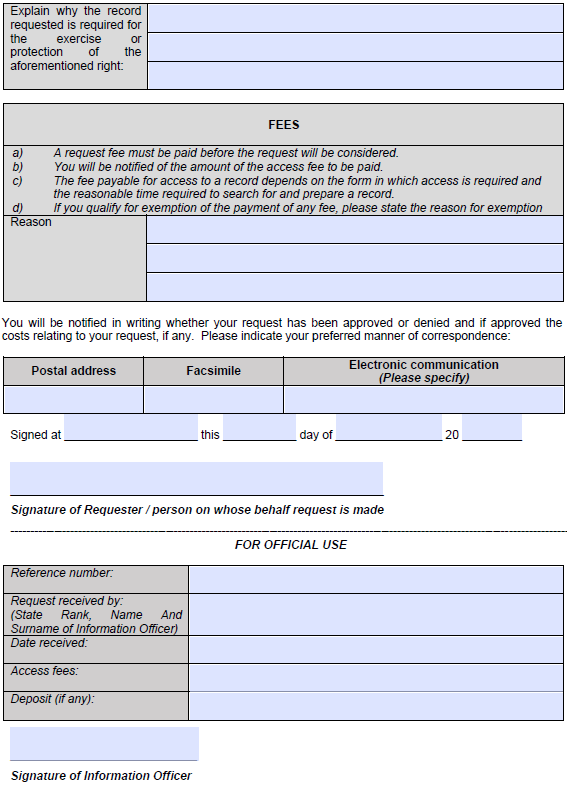 Explain why the record
requested is required for
the exercise or
protection of the
aforementioned right:
FEES
a) A request fee must be paid before the request will be considered.
b) You will be notified of the amount of the access fee to be paid.
c) The fee payable for access to a record depends on the form in which access is required and
the reasonable time required to search for and prepare a record.
d) If you qualify for exemption of the payment of any fee, please state the reason for exemption
Reason
You will be notified in writing whether your request has been approved or denied and if approved the
costs relating to your request, if any. Please indicate your preferred manner of correspondence:
Postal address Facsimile Electronic communication
(Please specify)
Signed at this day of 20
Signature of Requester / person on whose behalf request is made
FOR OFFICIAL USE
Reference number:
Request received by:
(State Rank, Name And
Surname of Information Officer)
Date received:
Access fees:
Deposit (if any):
Signature of Information Officer